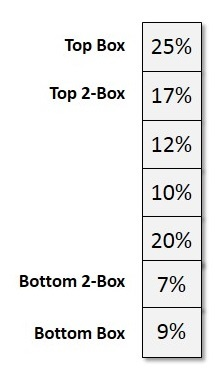 Top Box 25%
Top 2-Box 17%
12%
10%
20%
Bottom 2-Box 7%
Bottom Box 9%